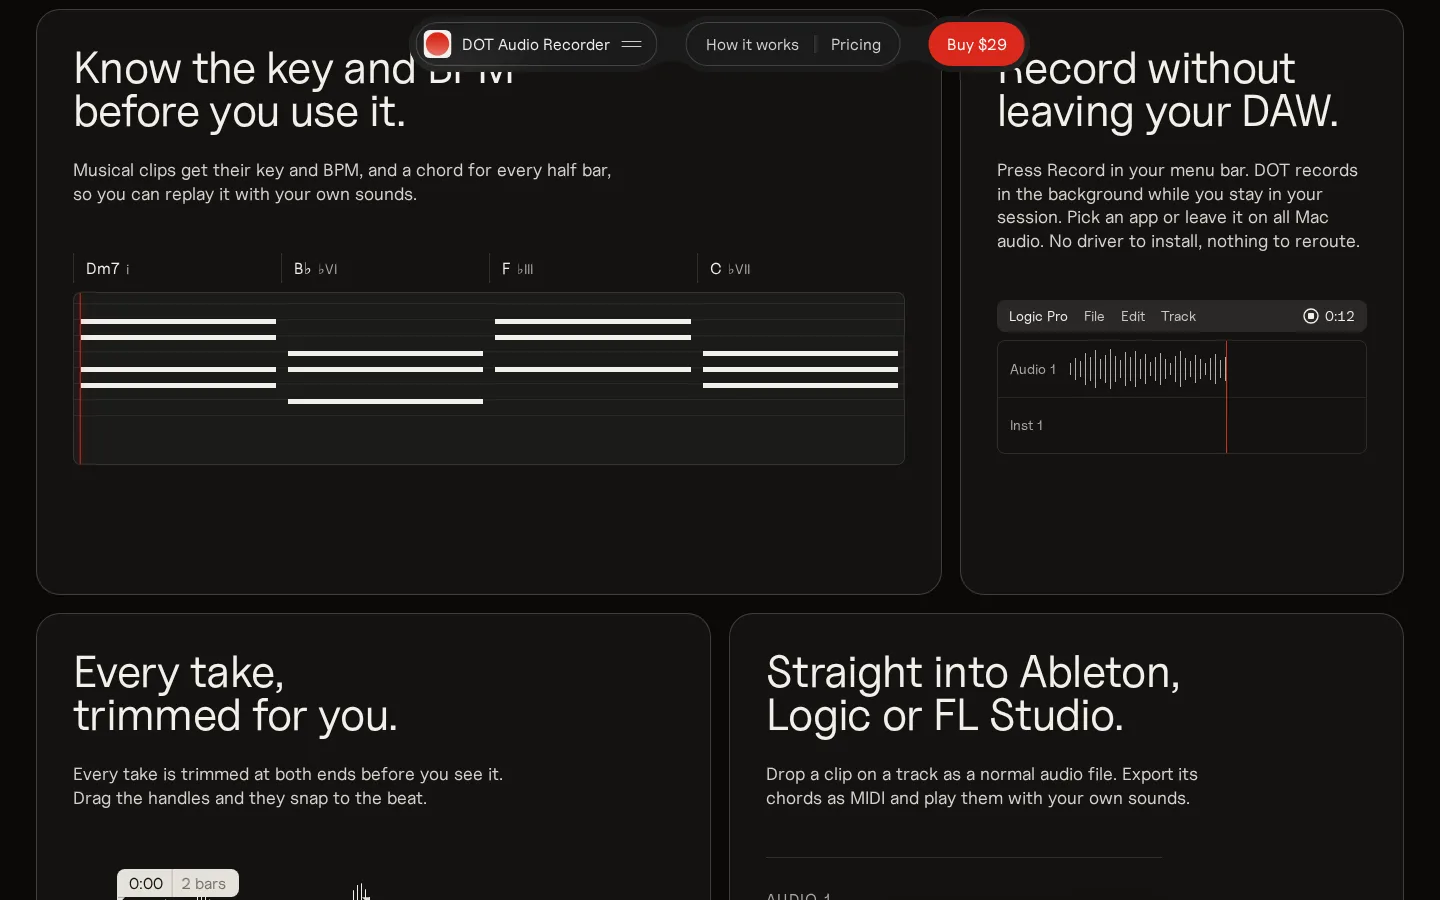 DOT Audio Recorder
How it works
Pricing
Buy $29
Know the key and BPM
before you use it.
Musical clips get their key and BPM, and a chord for every half bar,
so you can replay it with your own sounds.
Dm7 i
B♭ ♭VI
F ♭III
C ♭VII
Record without
leaving your DAW.
Press Record in your menu bar. DOT records
in the background while you stay in your
session. Pick an app or leave it on all Mac
audio. No driver to install, nothing to reroute.
Logic Pro File Edit Track 0:12
Audio 1
Inst 1
Every take,
trimmed for you.
Every take is trimmed at both ends before you see it.
Drag the handles and they snap to the beat.
0:00 2 bars
Straight into Ableton,
Logic or FL Studio.
Drop a clip on a track as a normal audio file. Export its
chords as MIDI and play them with your own sounds.
AUDIO 1